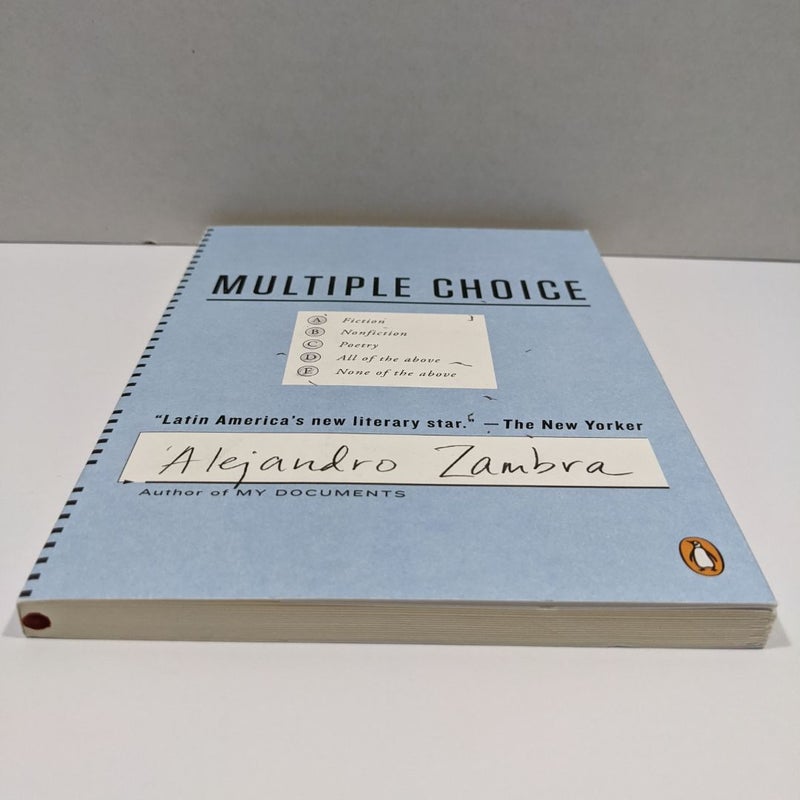 MULTIPLE CHOICE
A Fiction
B Nonfiction
C Poetry
D All of the above
E None of the above
“Latin America's new literary star.” —The New Yorker
Alejandro Zambra
Author of MY DOCUMENTS